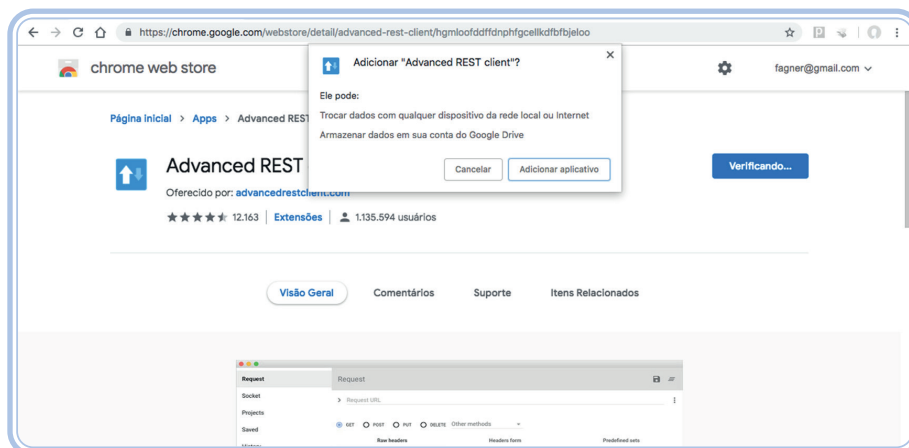 https://chrome.google.com/webstore/detail/advanced-rest-client/hgmloofddffdnphfgcellkdfbfbjeloo
chrome web store
fagner@gmail.com
Adicionar "Advanced REST client"?
Ele pode:
Trocar dados com qualquer dispositivo da rede local ou Internet
Armazenar dados em sua conta do Google Drive
Cancelar
Adicionar aplicativo
Página inicial > Apps > Advanced REST
Advanced REST
Verificando...
Oferecido por: advancedrestclient.com
12.163 | Extensões | 1.135.594 usuários
Visão Geral Comentários Suporte Itens Relacionados
Request
Request
Socket
> Request URL
Projects
Saved
GET POST PUT DELETE Other methods
History
Raw headers Headers form Predefined sets